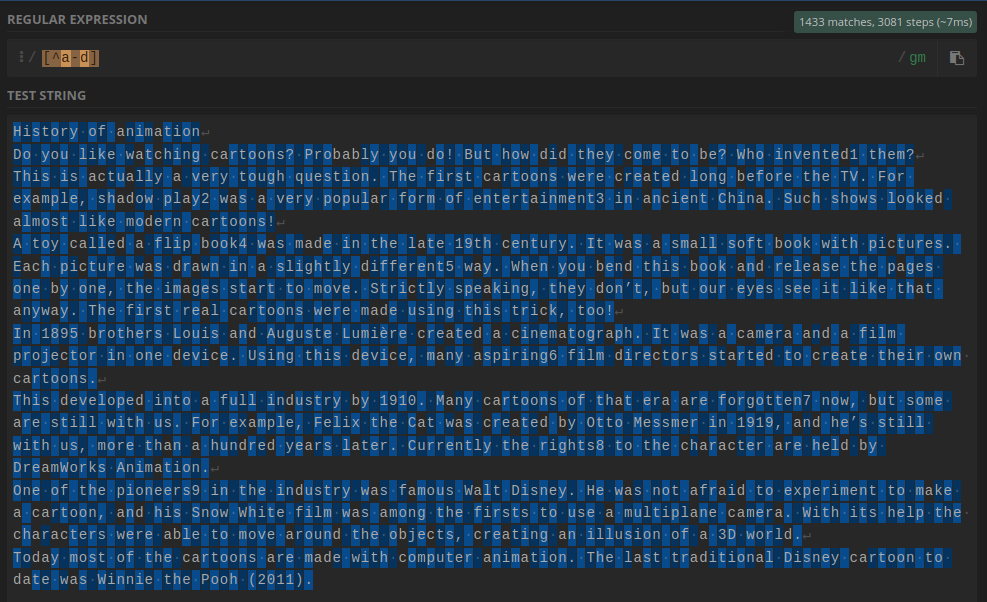 REGULAR EXPRESSION
1433 matches, 3081 steps (~7ms)
/ [^a-d] / gm
TEST STRING
History of animation↵
Do you like watching cartoons? Probably you do! But how did they come to be? Who invented1 them?↵
This is actually a very tough question. The first cartoons were created long before the TV. For
example, shadow play2 was a very popular form of entertainment3 in ancient China. Such shows looked
almost like modern cartoons!↵
A toy called a flip book4 was made in the late 19th century. It was a small soft book with pictures.
Each picture was drawn in a slightly different5 way. When you bend this book and release the pages
one by one, the images start to move. Strictly speaking, they don’t, but our eyes see it like that
anyway. The first real cartoons were made using this trick, too!↵
In 1895 brothers Louis and Auguste Lumière created a cinematograph. It was a camera and a film
projector in one device. Using this device, many aspiring6 film directors started to create their own
cartoons.↵
This developed into a full industry by 1910. Many cartoons of that era are forgotten7 now, but some
are still with us. For example, Felix the Cat was created by Otto Messmer in 1919, and he’s still
with us, more than a hundred years later. Currently the rights8 to the character are held by
DreamWorks Animation.↵
One of the pioneers9 in the industry was famous Walt Disney. He was not afraid to experiment to make
a cartoon, and his Snow White film was among the firsts to use a multiplane camera. With its help the
characters were able to move around the objects, creating an illusion of a 3D world.↵
Today most of the cartoons are made with computer animation. The last traditional Disney cartoon to
date was Winnie the Pooh (2011).